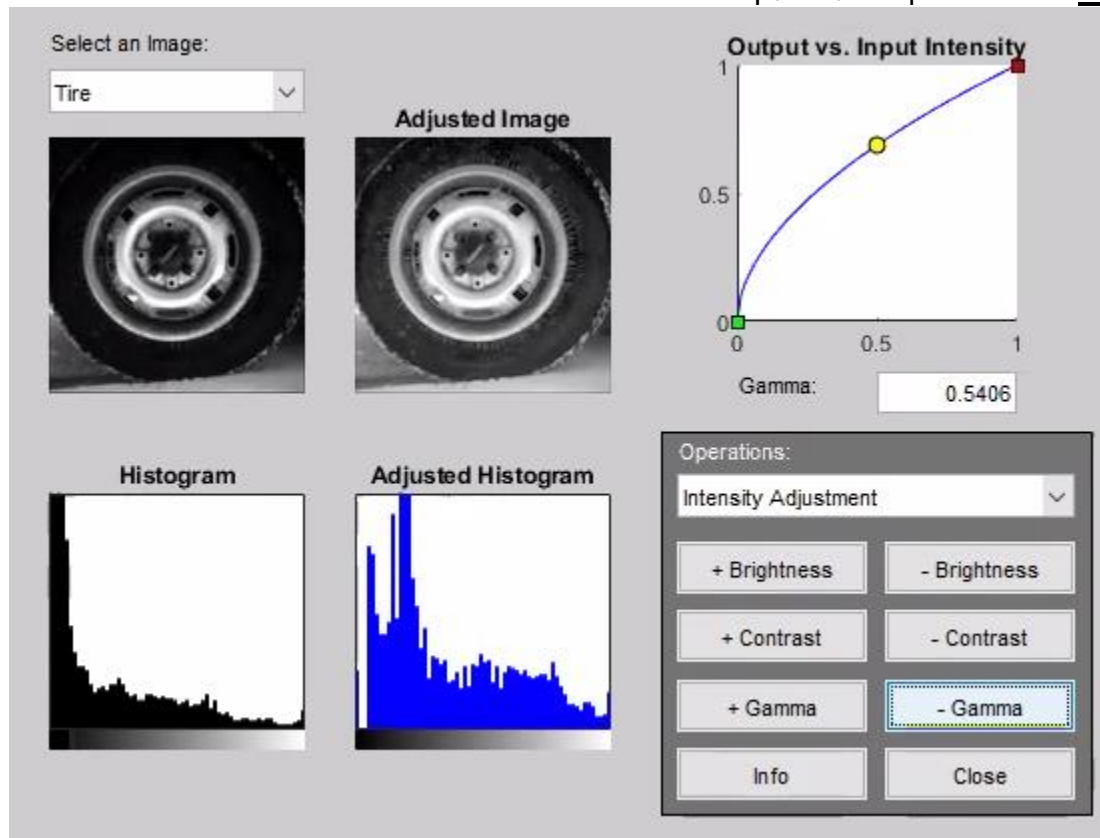 Select an Image:
Tire
Adjusted Image
Output vs. Input Intensity
1
0.5
0
0 0.5 1
Gamma: 0.5406
Histogram
Adjusted Histogram
Operations:
Intensity Adjustment
+ Brightness - Brightness
+ Contrast - Contrast
+ Gamma - Gamma
Info Close